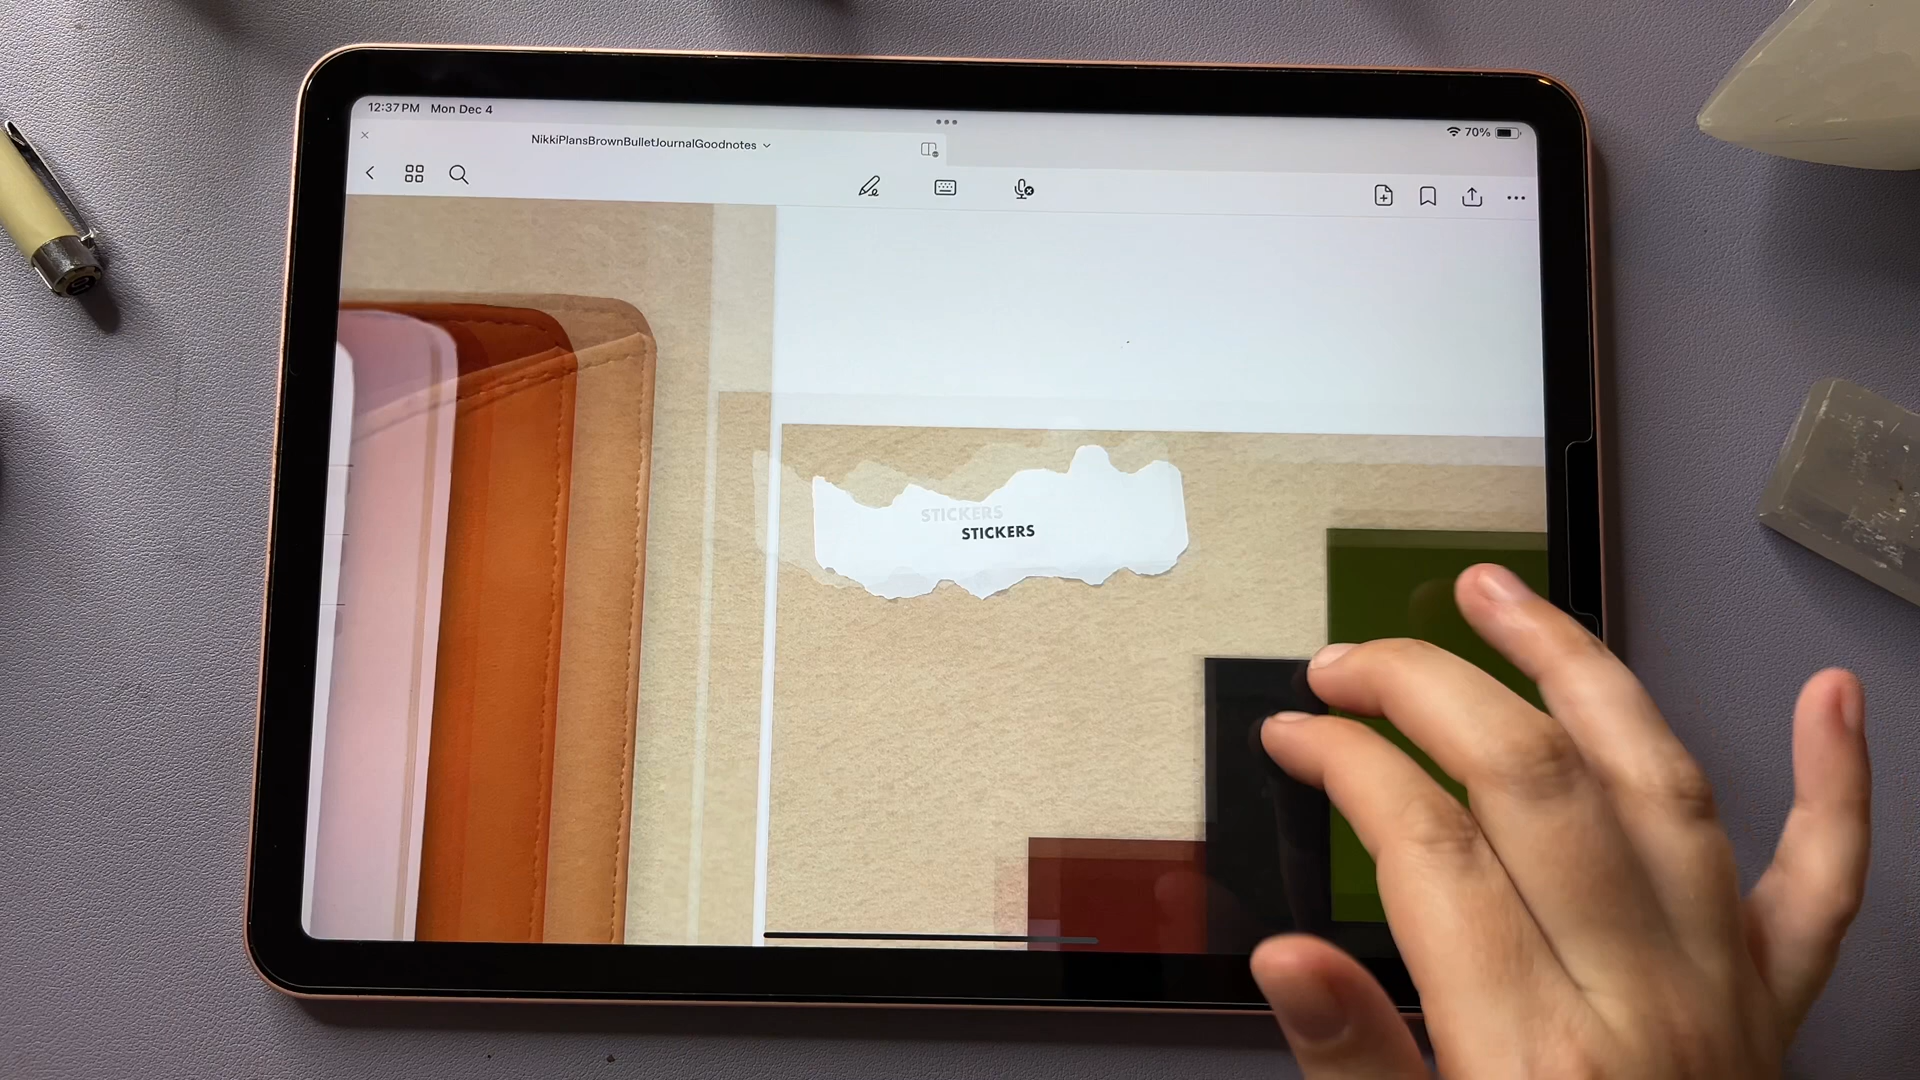 12:37 PM Mon Dec 4
70%
NikkiPlansBrownBulletJournalGoodnotes
STICKERS
STICKERS